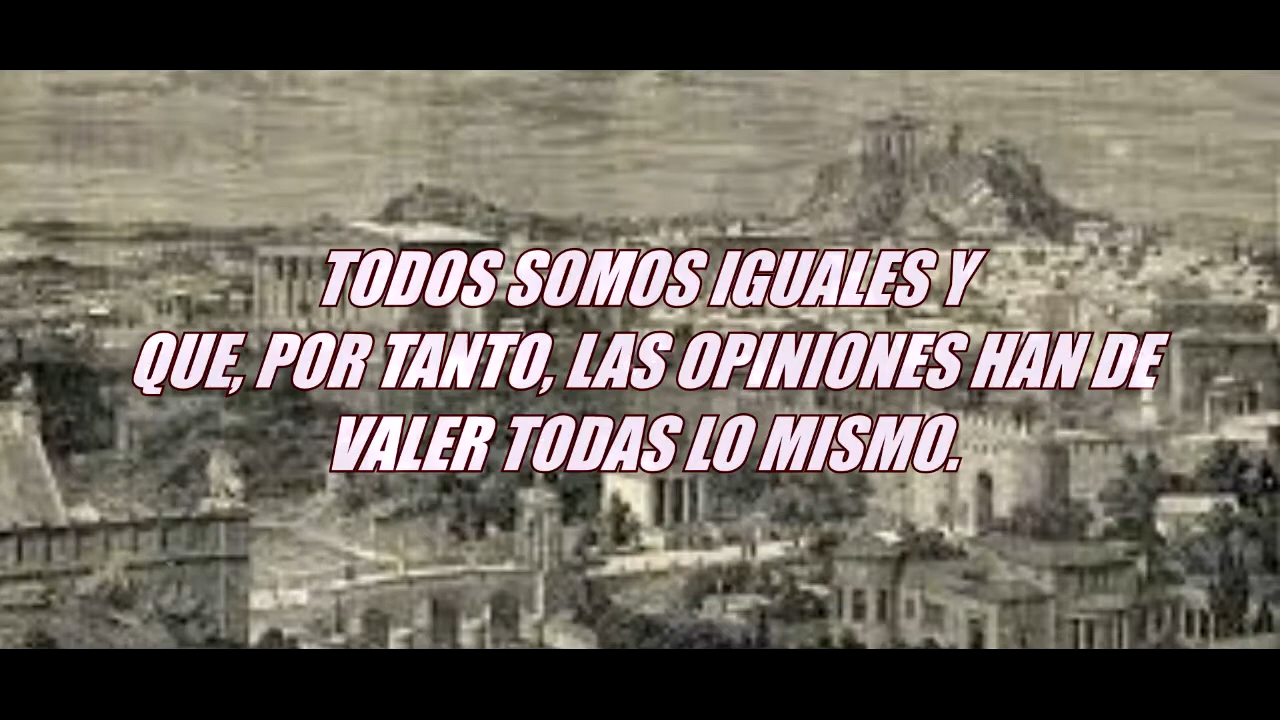 TODOS SOMOS IGUALES Y
QUE, POR TANTO, LAS OPINIONES HAN DE
VALER TODAS LO MISMO.